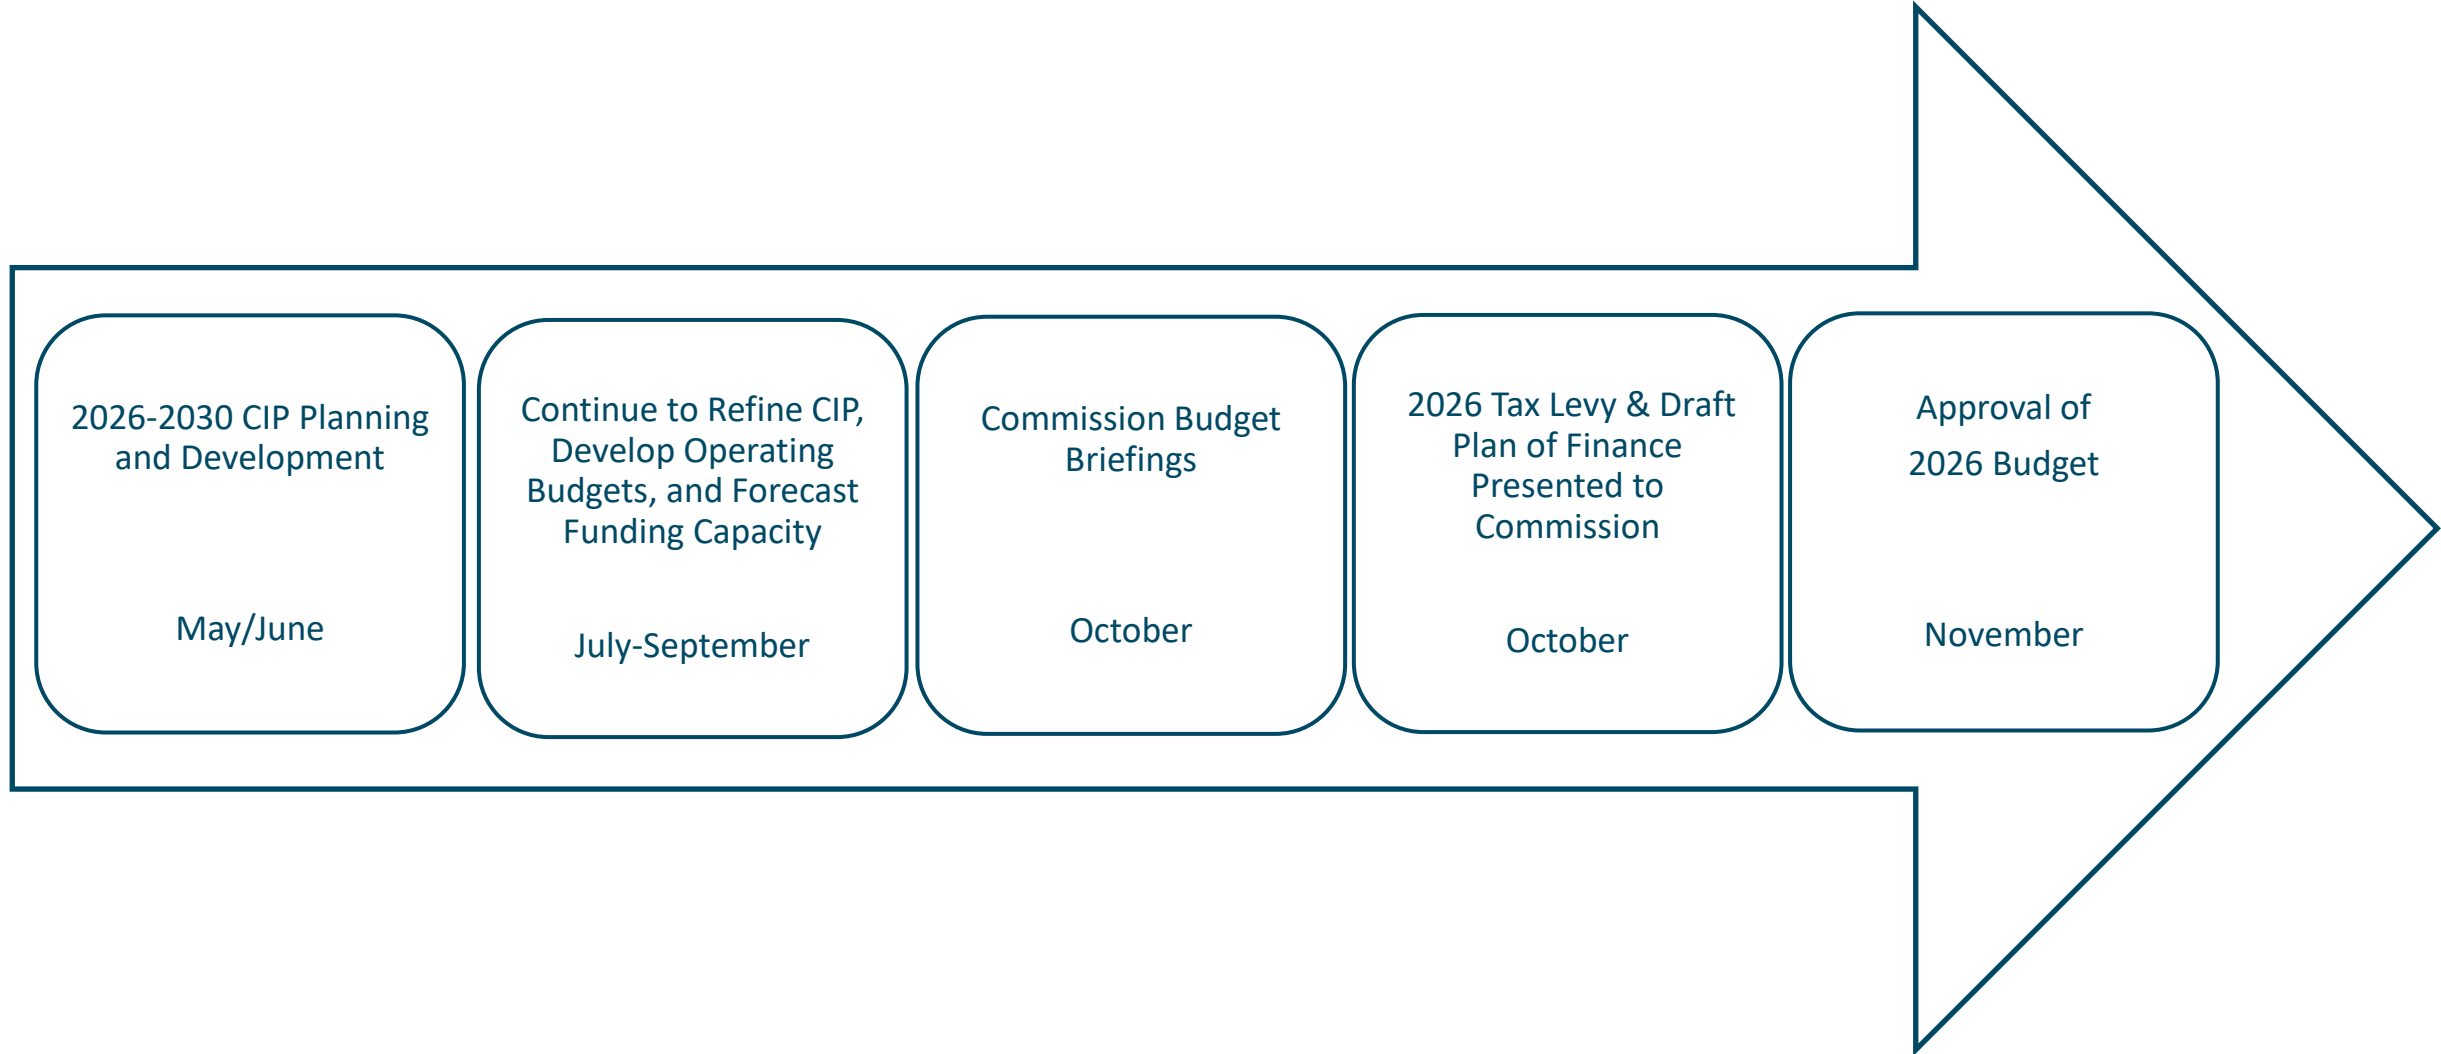 2026-2030 CIP Planning
and Development
May/June
Continue to Refine CIP,
Develop Operating
Budgets, and Forecast
Funding Capacity
July-September
Commission Budget
Briefings
October
2026 Tax Levy & Draft
Plan of Finance
Presented to
Commission
October
Approval of
2026 Budget
November